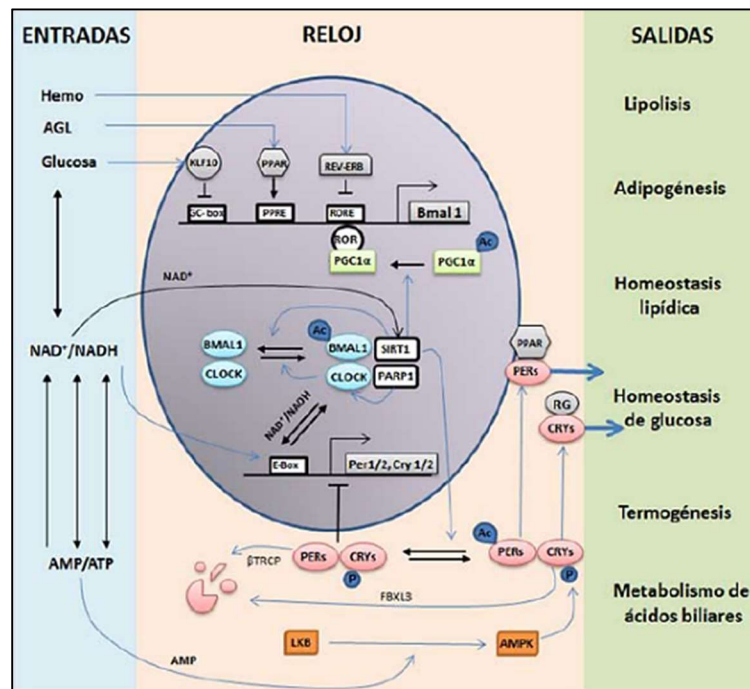 ENTRADAS
RELOJ
SALIDAS
Hemo
AGL
Glucosa
KLF10
PPAR
REV-ERB
GC-box
PPRE
RORE
Bmal 1
ROR
PGC1α
PGC1α
Ac
NAD⁺
NAD⁺/NADH
BMAL1
CLOCK
Ac
BMAL1
CLOCK
SIRT1
PARP1
NAD⁺/NADH
E-Box
Per1/2, Cry 1/2
PPAR
PERs
RG
CRYs
AMP/ATP
βTRCP
PERs
CRYs
P
Ac
PERs
CRYs
P
FBXL3
LKB
AMPK
AMP
Lipolisis
Adipogénesis
Homeostasis
lipídica
Homeostasis
de glucosa
Termogénesis
Metabolismo de
ácidos biliares